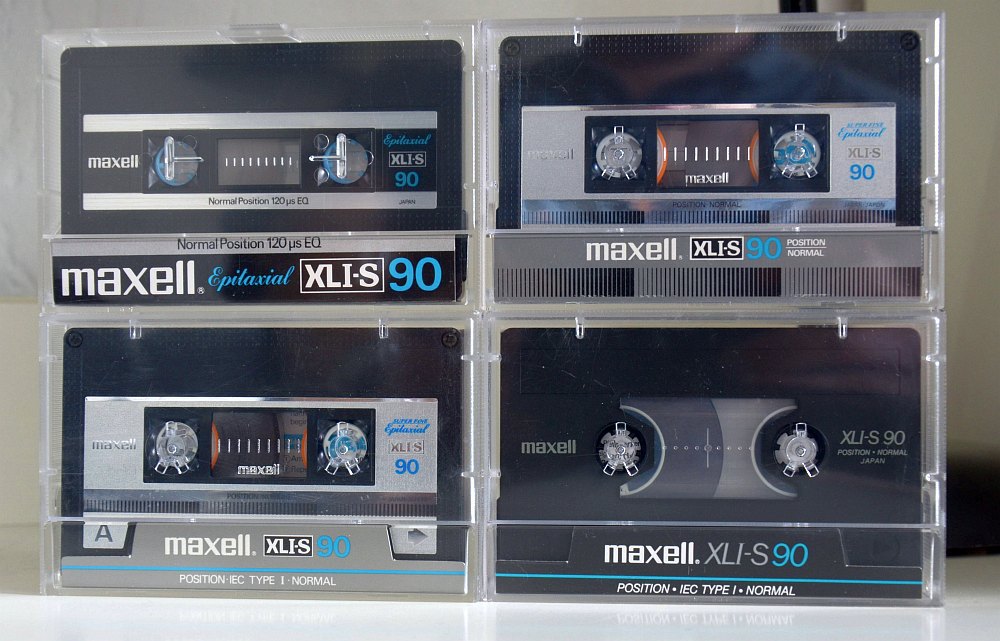 maxell
Epitaxial
XLI-S
90
Normal Position 120 µs EQ
JAPAN
Normal Position 120 µs EQ
maxell® Epitaxial XLI-S 90
maxell
SUPER FINE
Epitaxial
XLI-S
90
maxell
POSITION·NORMAL
maxell® XLI-S 90 POSITION
NORMAL
maxell
SUPER FINE
Epitaxial
XLI-S
90
maxell
POSITION·NORMAL
A
maxell® XLI-S 90
POSITION·IEC TYPE I·NORMAL
maxell
XLI-S 90
POSITION • NORMAL
JAPAN
maxell® XLI-S 90
POSITION • IEC TYPE I • NORMAL